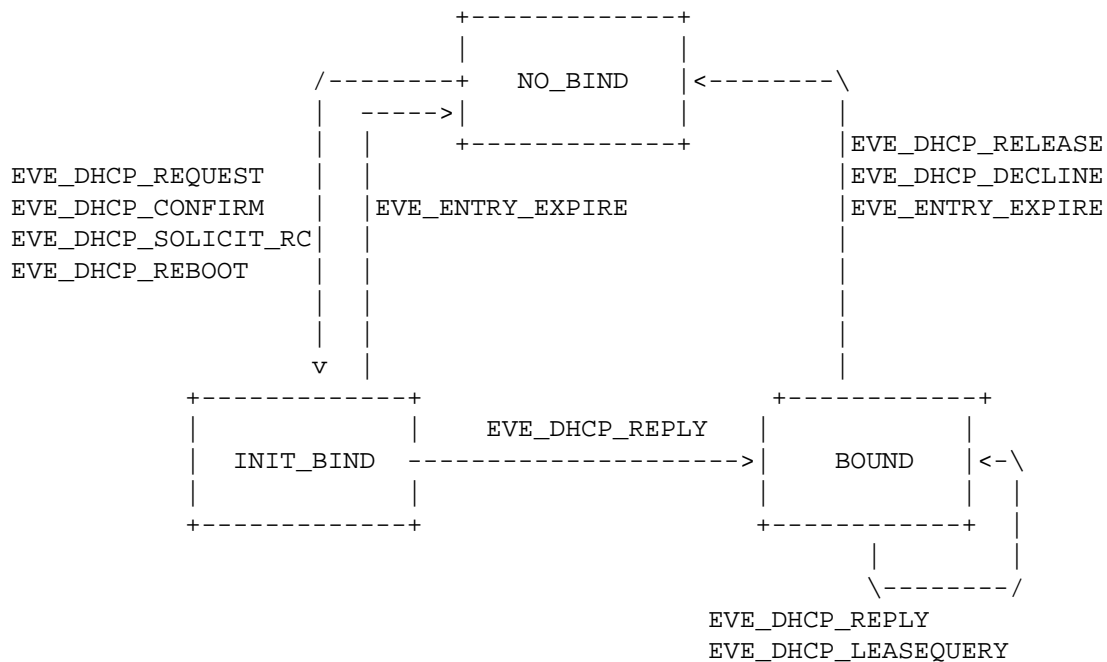 NO_BIND
EVE_DHCP_RELEASE
EVE_DHCP_REQUEST EVE_DHCP_DECLINE
EVE_DHCP_CONFIRM EVE_ENTRY_EXPIRE EVE_ENTRY_EXPIRE
EVE_DHCP_SOLICIT_RC
EVE_DHCP_REBOOT
EVE_DHCP_REPLY
INIT_BIND BOUND
EVE_DHCP_REPLY
EVE_DHCP_LEASEQUERY